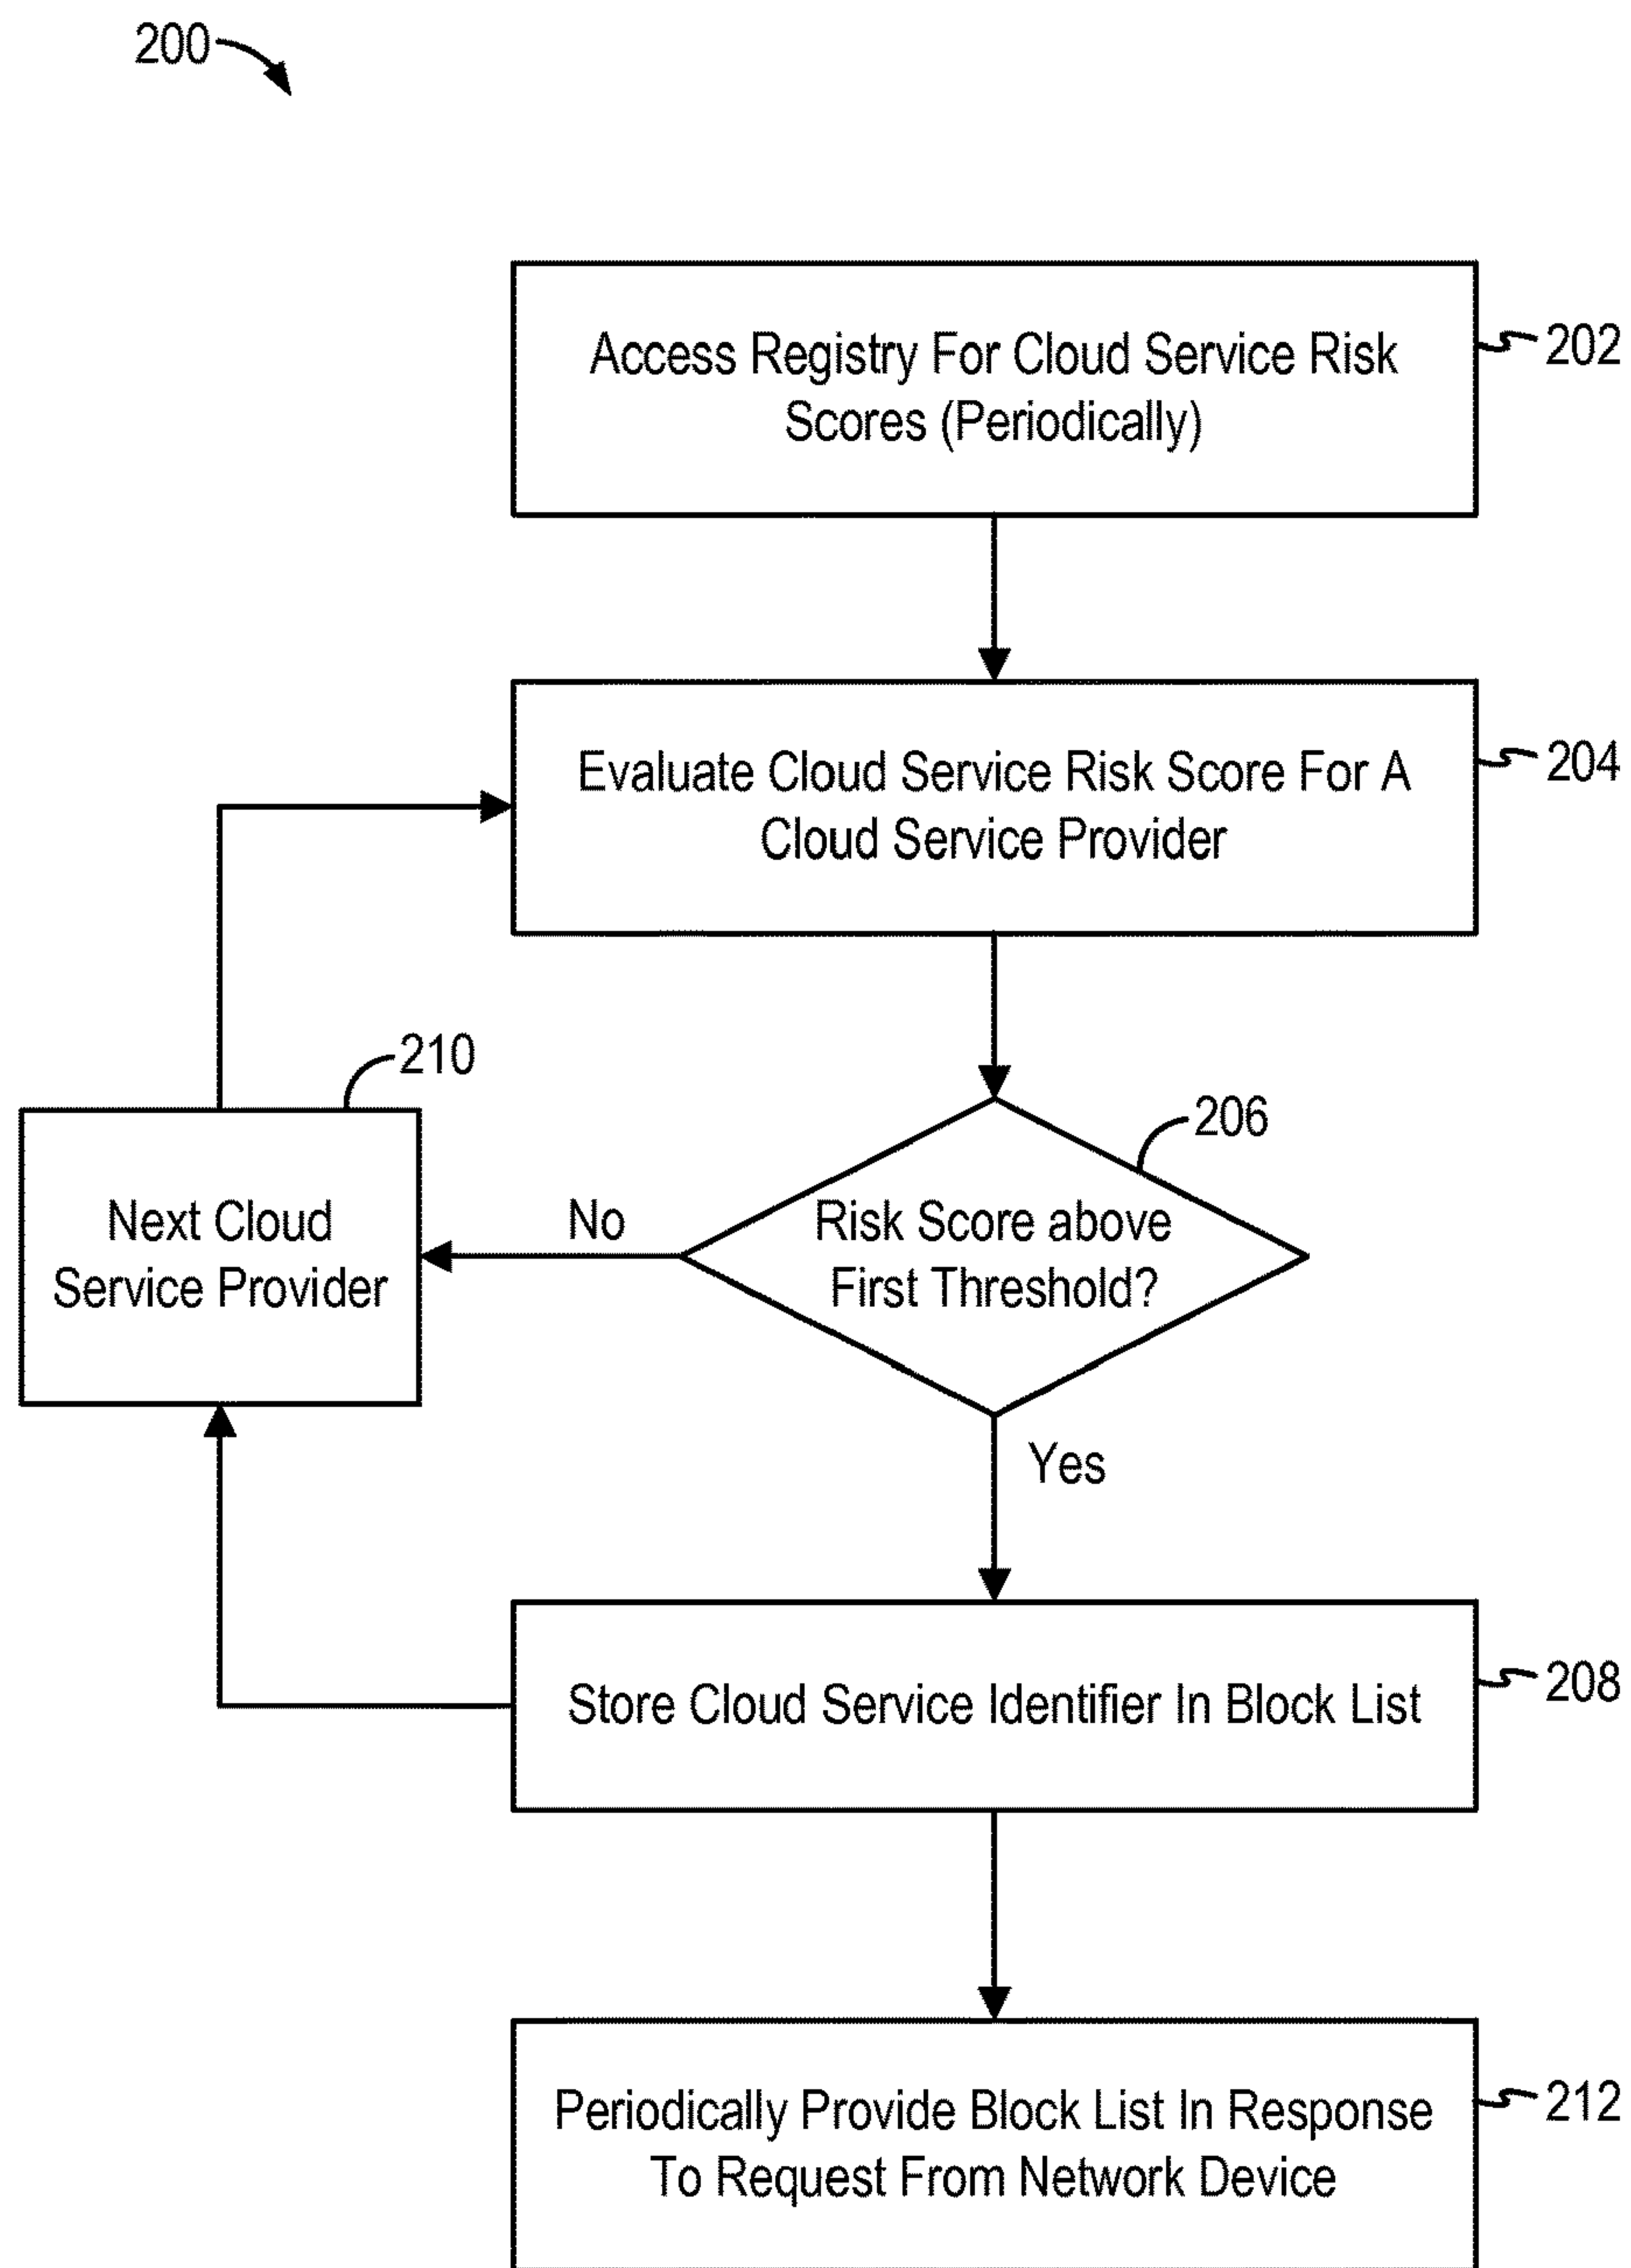 200
Access Registry For Cloud Service Risk
Scores (Periodically)
202
Evaluate Cloud Service Risk Score For A
Cloud Service Provider
204
210
206
Next Cloud
Service Provider
No
Risk Score above
First Threshold?
Yes
Store Cloud Service Identifier In Block List
208
Periodically Provide Block List In Response
To Request From Network Device
212